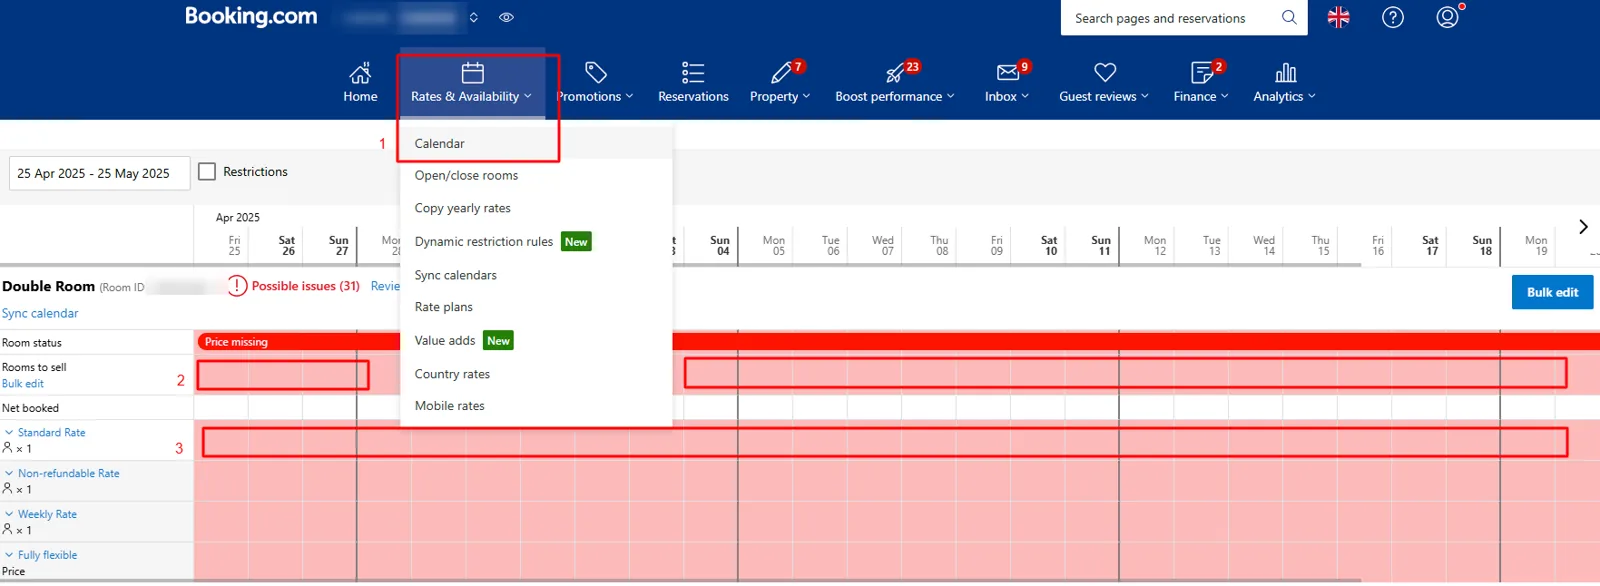 Booking.com
Search pages and reservations
Home
Rates & Availability
Promotions
Reservations
Property 7
Boost performance 23
Inbox 9
Guest reviews
Finance 2
Analytics
1
Calendar
Open/close rooms
Copy yearly rates
Dynamic restriction rules New
Sync calendars
Rate plans
Value adds New
Country rates
Mobile rates
25 Apr 2025 - 25 May 2025
Restrictions
Apr 2025
Fri 25
Sat 26
Sun 27
Sun 04
Mon 05
Tue 06
Wed 07
Thu 08
Fri 09
Sat 10
Sun 11
Mon 12
Tue 13
Wed 14
Thu 15
Fri 16
Sat 17
Sun 18
Mon 19
Double Room (Room ID
Possible issues (31)
Bulk edit
Sync calendar
Room status
Price missing
Rooms to sell
Bulk edit
2
Net booked
Standard Rate
× 1
3
Non-refundable Rate
× 1
Weekly Rate
× 1
Fully flexible
Price